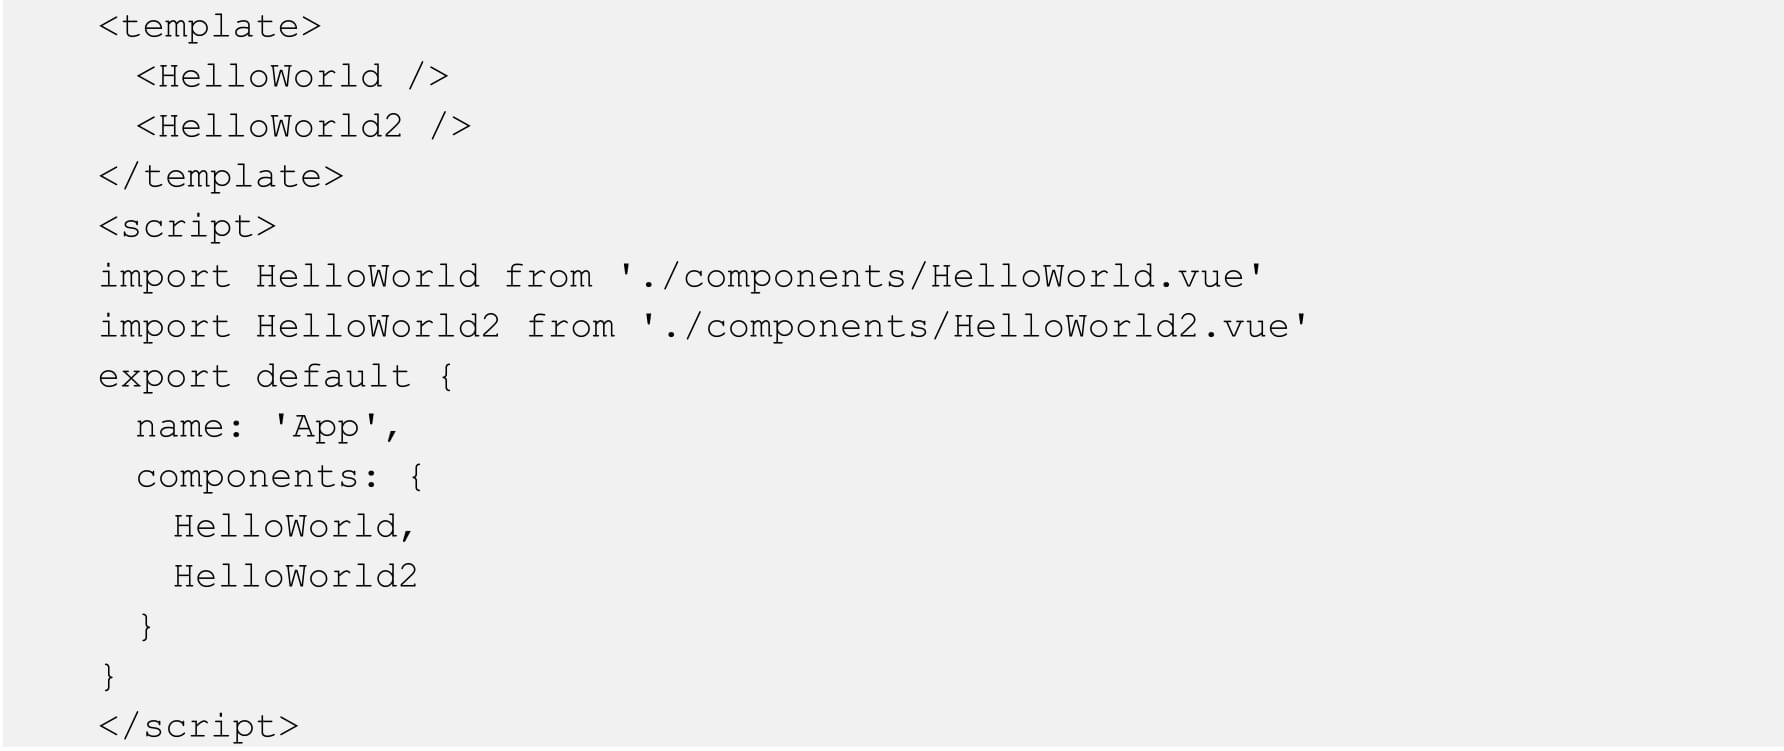 <template>
  <HelloWorld />
  <HelloWorld2 />
</template>
<script>
import HelloWorld from './components/HelloWorld.vue'
import HelloWorld2 from './components/HelloWorld2.vue'
export default {
  name: 'App',
  components: {
    HelloWorld,
    HelloWorld2
  }
}
</script>